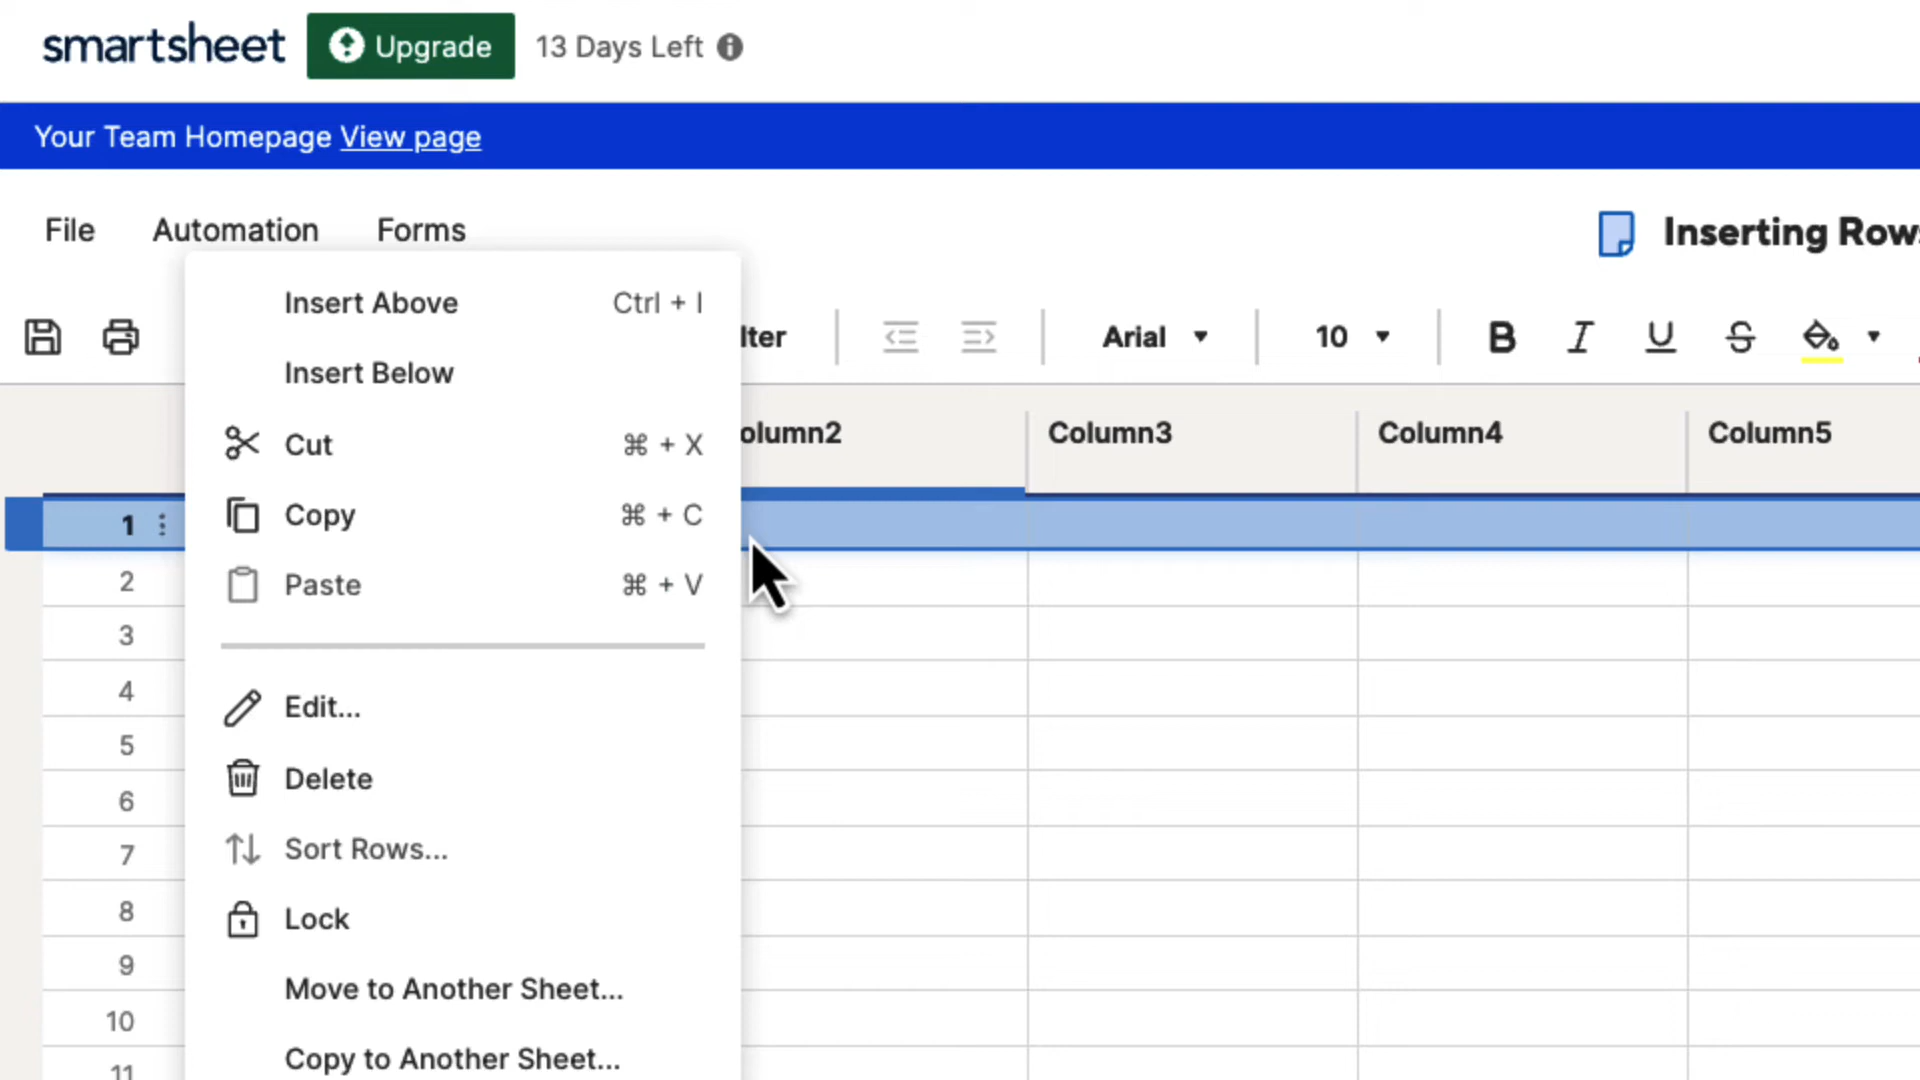 smartsheet Upgrade 13 Days Left
Your Team Homepage View page
File Automation Forms Inserting Row
Insert Above Ctrl + I
lter Arial 10 B I U S
Insert Below
olumn2 Column3 Column4 Column5
Cut ⌘ + X
Copy ⌘ + C
1
Paste ⌘ + V
2
3
4
Edit...
5
Delete
6
Sort Rows...
7
Lock
8
9
Move to Another Sheet...
10
Copy to Another Sheet...
11